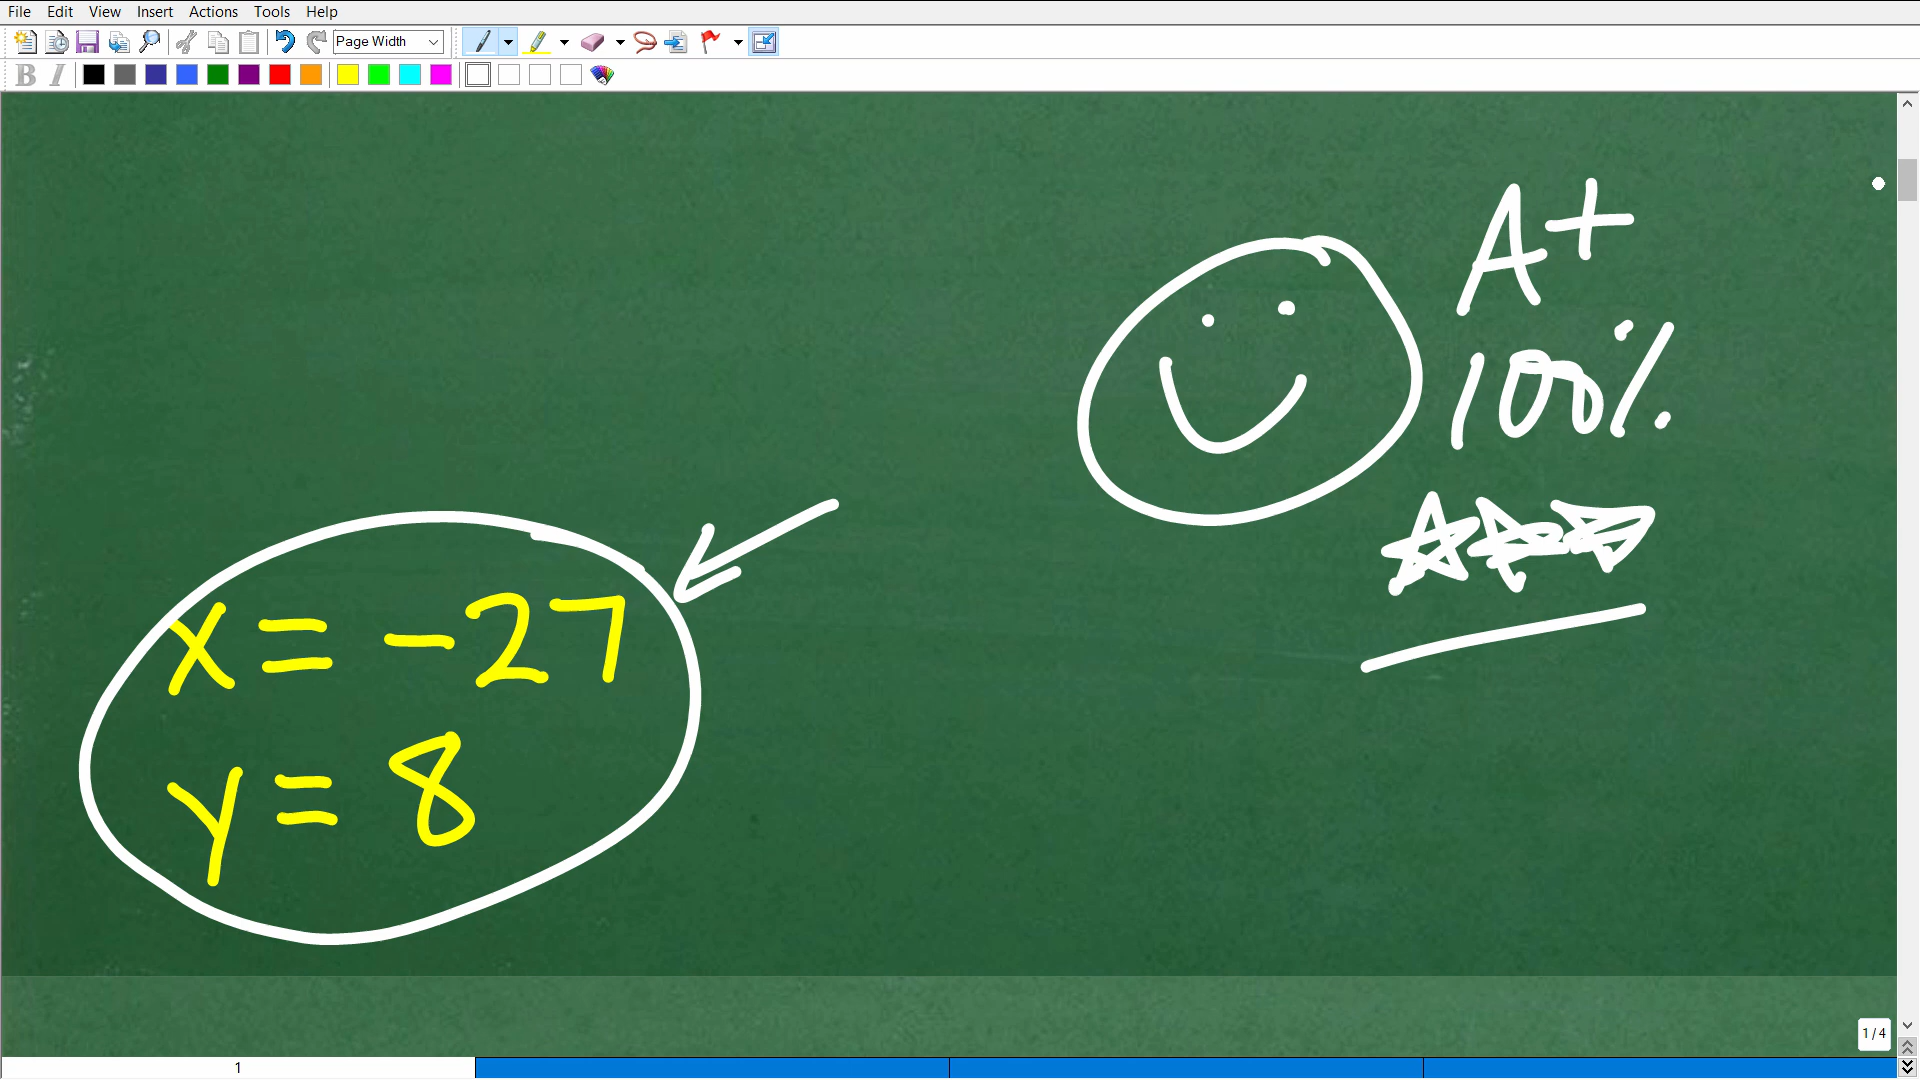 File Edit View Insert Actions Tools Help
Page Width
B I
A+
100%
x = -27
y = 8
1 / 4
1